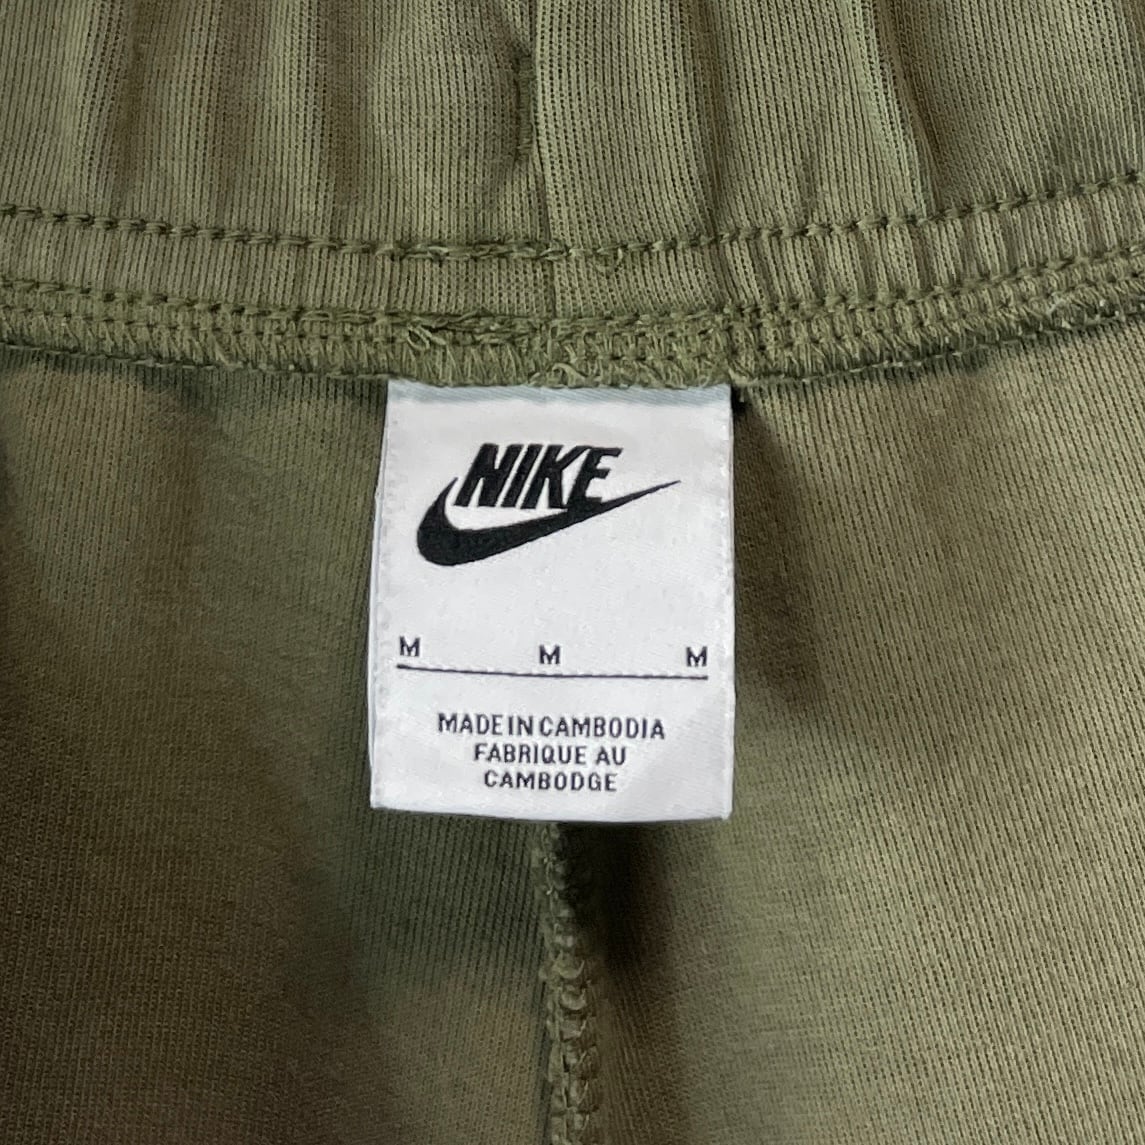 NIKE
M M M
MADE IN CAMBODIA
FABRIQUE AU
CAMBODGE